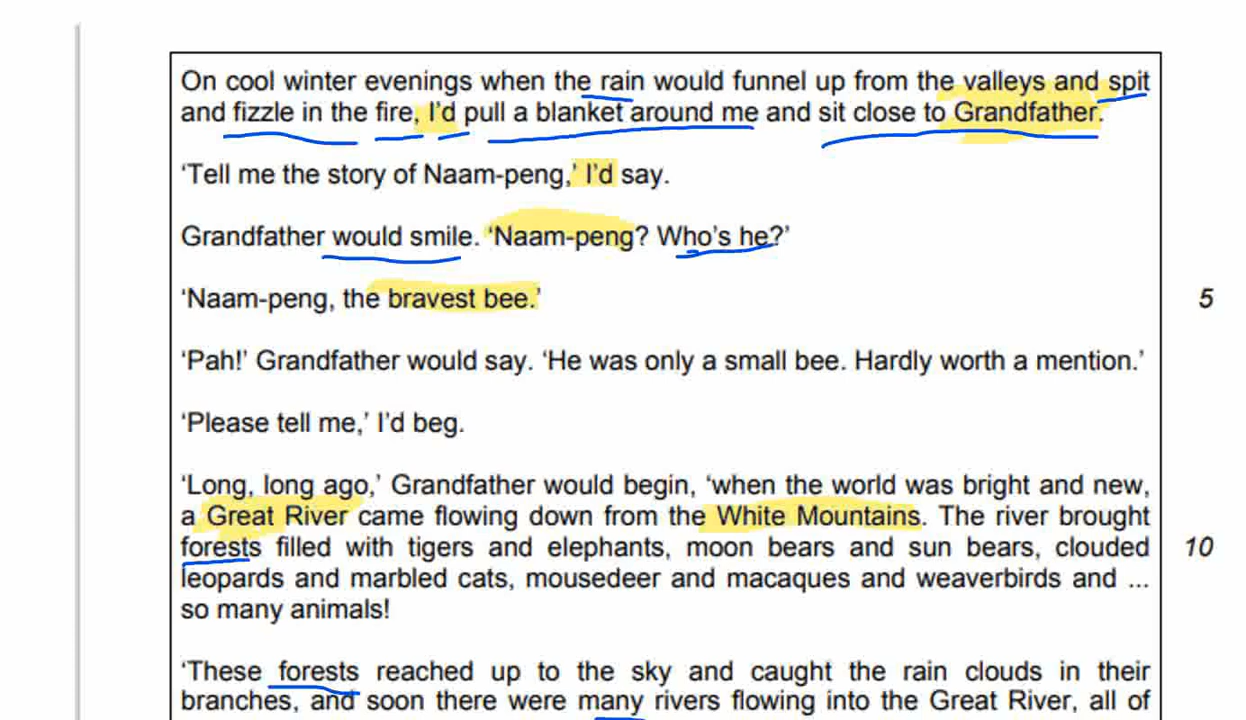 On cool winter evenings when the rain would funnel up from the valleys and spit
and fizzle in the fire, I'd pull a blanket around me and sit close to Grandfather.
‘Tell me the story of Naam-peng,’ I'd say.
Grandfather would smile. ‘Naam-peng? Who's he?’
‘Naam-peng, the bravest bee.’
5
‘Pah!’ Grandfather would say. ‘He was only a small bee. Hardly worth a mention.’
‘Please tell me,’ I'd beg.
‘Long, long ago,’ Grandfather would begin, ‘when the world was bright and new,
a Great River came flowing down from the White Mountains. The river brought
forests filled with tigers and elephants, moon bears and sun bears, clouded
10
leopards and marbled cats, mousedeer and macaques and weaverbirds and ...
so many animals!
‘These forests reached up to the sky and caught the rain clouds in their
branches, and soon there were many rivers flowing into the Great River, all of